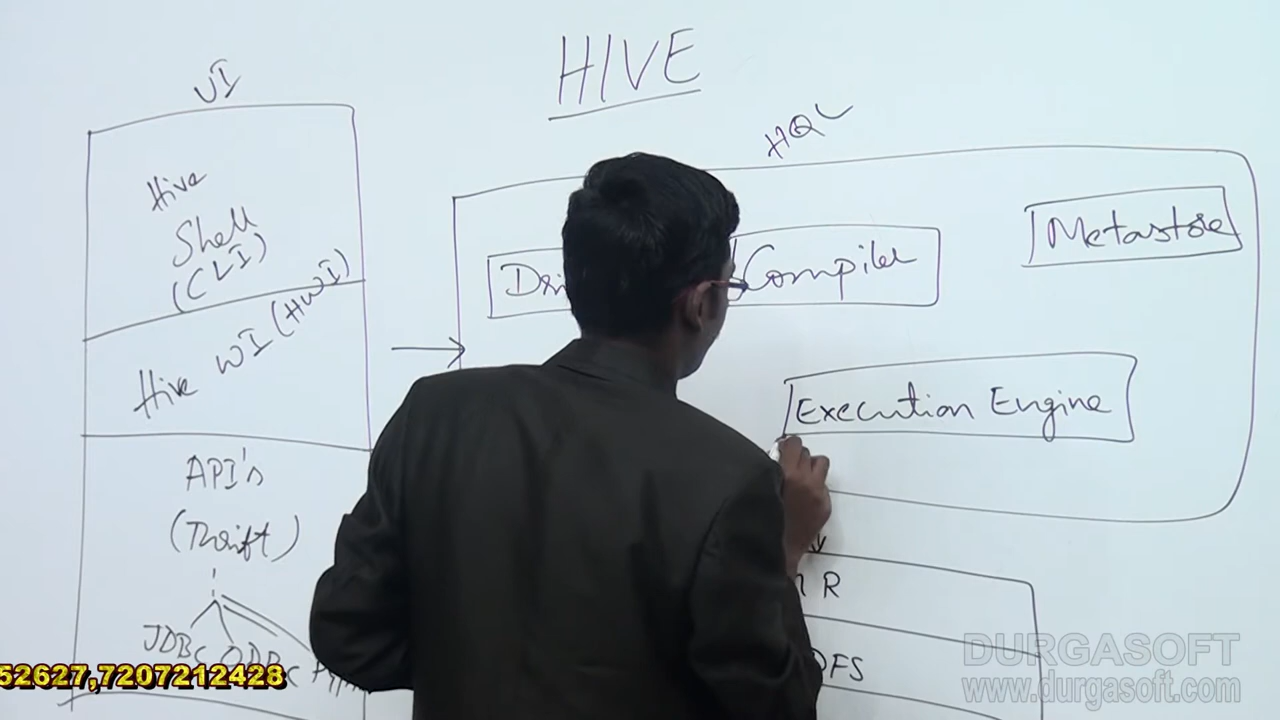 HIVE
UI
HQL
Hive
Shell
(CLI)
Hive WI (HWI)
API's
(Thrift)
JDBC ODBC
Compiler
Metastore
Execution Engine
R
DFS
52627,7207212428
DURGASOFT
www.durgasoft.com